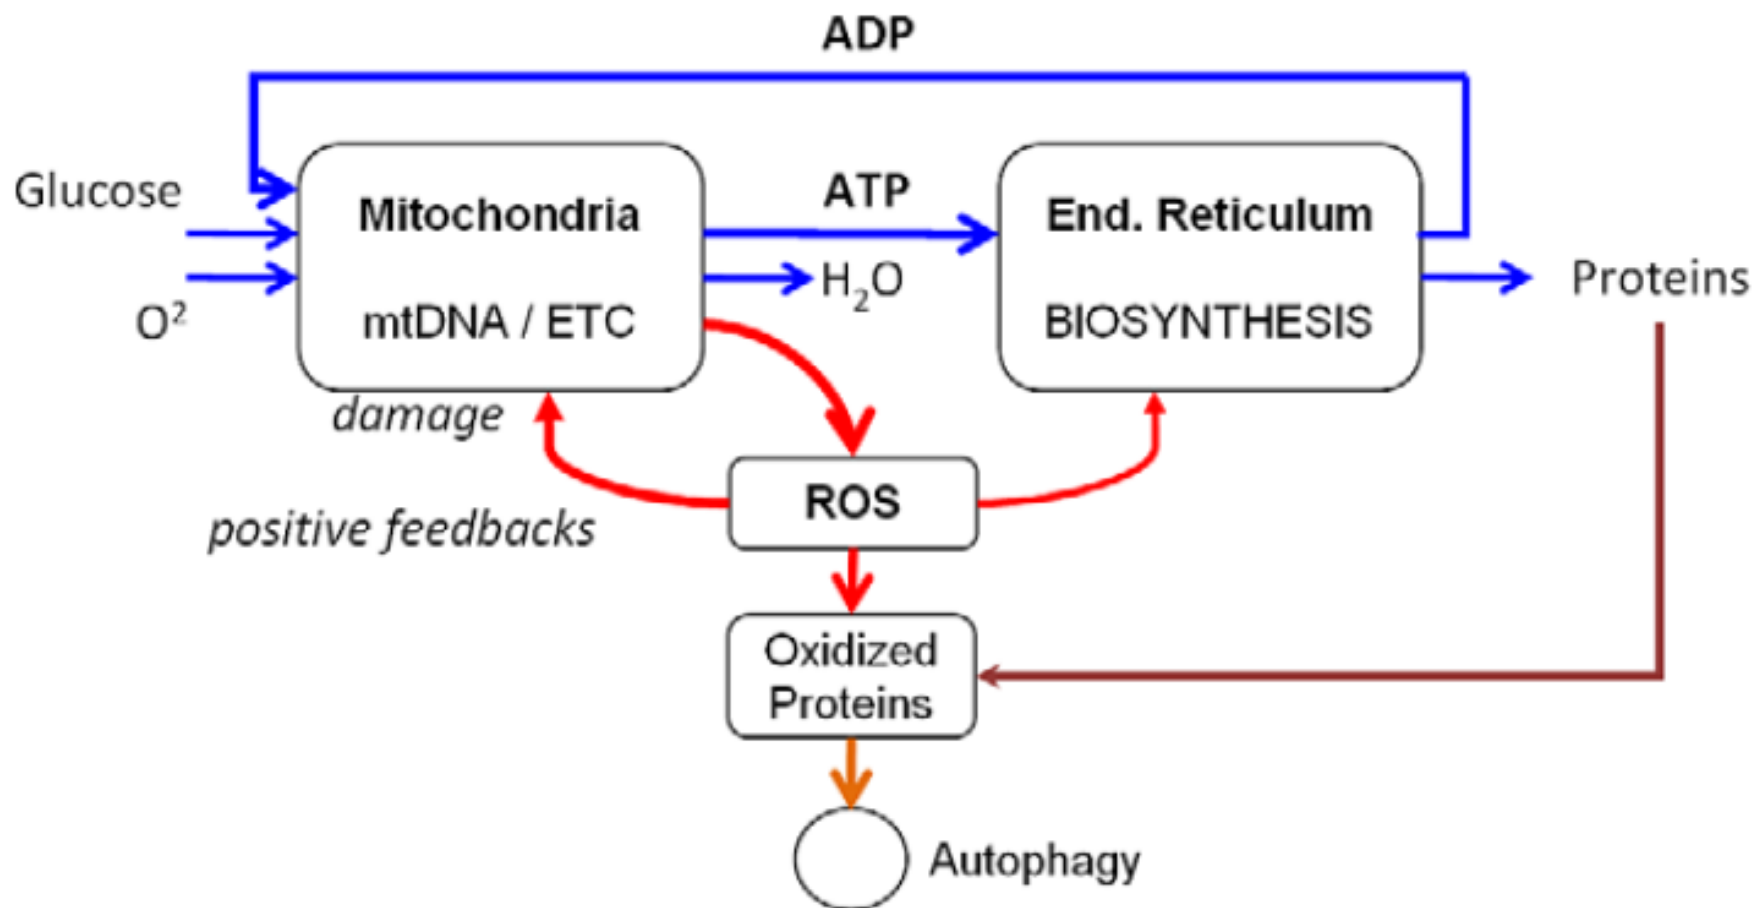 ADP
Glucose
O²
Mitochondria
mtDNA / ETC
ATP
H₂O
End. Reticulum
BIOSYNTHESIS
Proteins
damage
positive feedbacks
ROS
Oxidized
Proteins
Autophagy